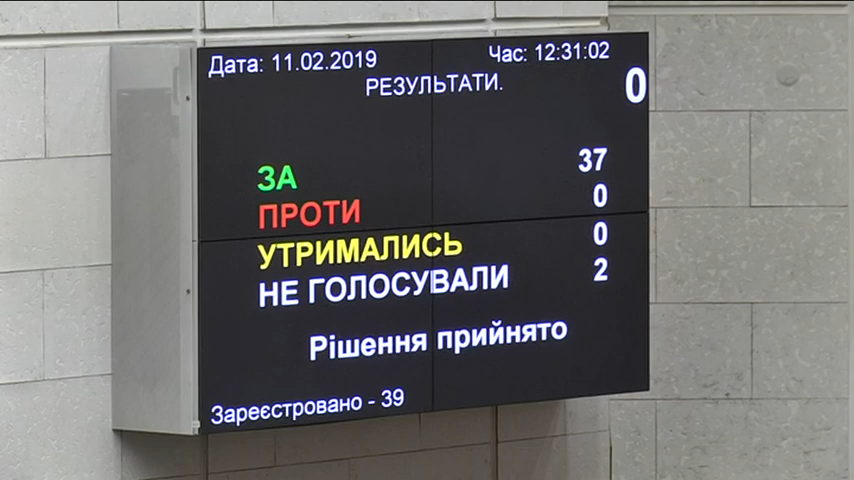 Дата: 11.02.2019 Час: 12:31:02
РЕЗУЛЬТАТИ.
0
ЗА 37
ПРОТИ 0
УТРИМАЛИСЬ 0
НЕ ГОЛОСУВАЛИ 2
Рішення прийнято
Зареєстровано - 39